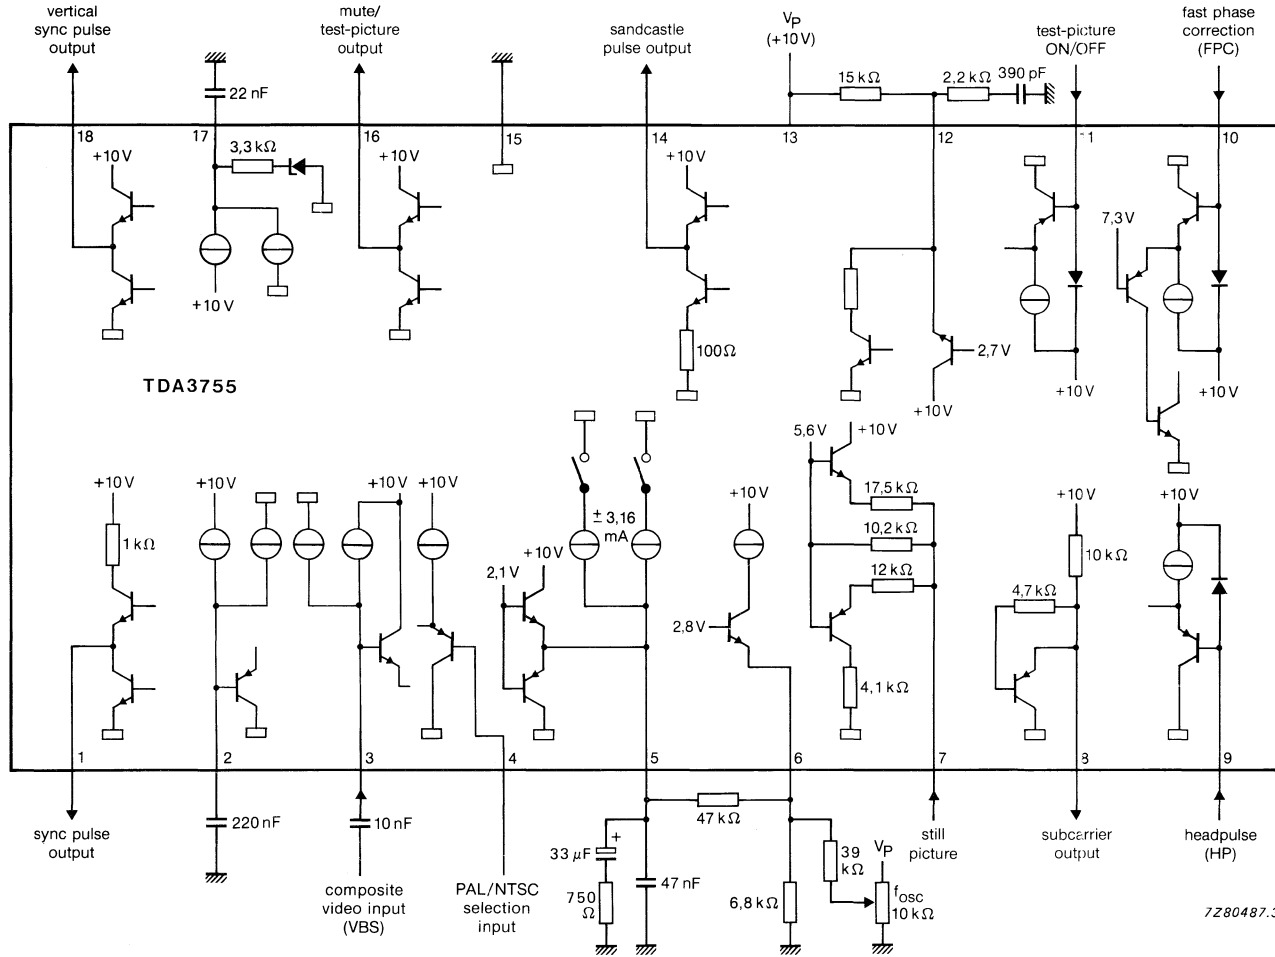 vertical
sync pulse
output
mute/
test-picture
output
sandcastle
pulse output
VP
(+10V)
test-picture
ON/OFF
fast phase
correction
(FPC)
22 nF
15 kΩ
2,2 kΩ
390 pF
18
17
16
15
14
13
12
11
10
+10 V
3,3 kΩ
+10 V
+10 V
7,3 V
+10 V
100Ω
2,7 V
+10 V
+10 V
+10 V
TDA3755
5,6 V
+10 V
+10 V
+10 V
+10 V
+10 V
+10 V
+10 V
+10 V
17,5 kΩ
1 kΩ
± 3,16
mA
+10 V
10,2 kΩ
10 kΩ
2,1 V
12 kΩ
4,7 kΩ
2,8 V
4,1 kΩ
1
2
3
4
5
6
7
8
9
sync pulse
output
220 nF
10 nF
47 kΩ
still
picture
subcarrier
output
headpulse
(HP)
33 µF
+
39
kΩ
VP
composite
video input
(VBS)
PAL/NTSC
selection
input
750
Ω
47 nF
6,8 kΩ
fosc
10 kΩ
7Z80487.3